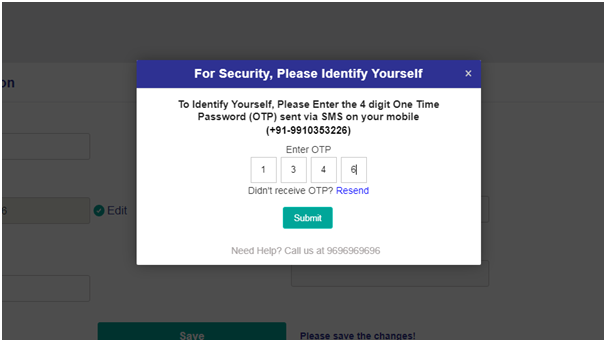 For Security, Please Identify Yourself ×
on
To Identify Yourself, Please Enter the 4 digit One Time
Password (OTP) sent via SMS on your mobile
(+91-9910353226)
Enter OTP
1 3 4 6
Didn't receive OTP? Resend
6 Edit
Submit
Need Help? Call us at 9696969696
Save Please save the changes!